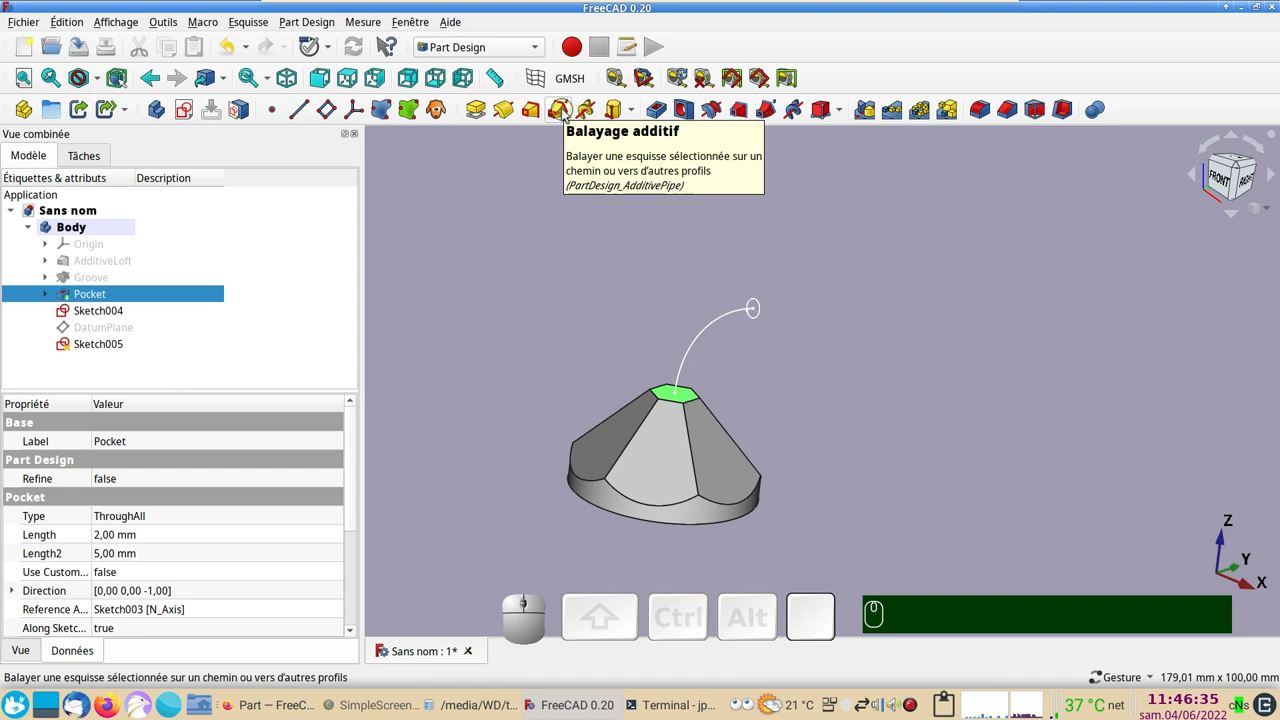 FreeCAD 0.20
Fichier Édition Affichage Outils Macro Esquisse Part Design Mesure Fenêtre Aide
Part Design
GMSH
Vue combinée
Modèle Tâches
Étiquettes & attributs Description
Application
Sans nom
Body
Origin
AdditiveLoft
Groove
Pocket
Sketch004
DatumPlane
Sketch005
Balayage additif
Balayer une esquisse sélectionnée sur un
chemin ou vers d'autres profils
(PartDesign_AdditivePipe)
FRONT RIGHT
Propriété Valeur
Base
Label Pocket
Part Design
Refine false
Pocket
Type ThroughAll
Length 2,00 mm
Length2 5,00 mm
Use Custom... false
Direction [0,00 0,00 -1,00]
Reference A... Sketch003 [N_Axis]
Along Sketc... true
Z
Y
X
Ctrl Alt
Vue Données
Sans nom : 1*
Balayer une esquisse sélectionnée sur un chemin ou vers d'autres profils
Gesture 179,01 mm x 100,00 mm
Part — FreeC... SimpleScreen... /media/WD/t... FreeCAD 0.20 Terminal - jp... 21 °C 37 °C net 11:46:35
sam.04/06/2022